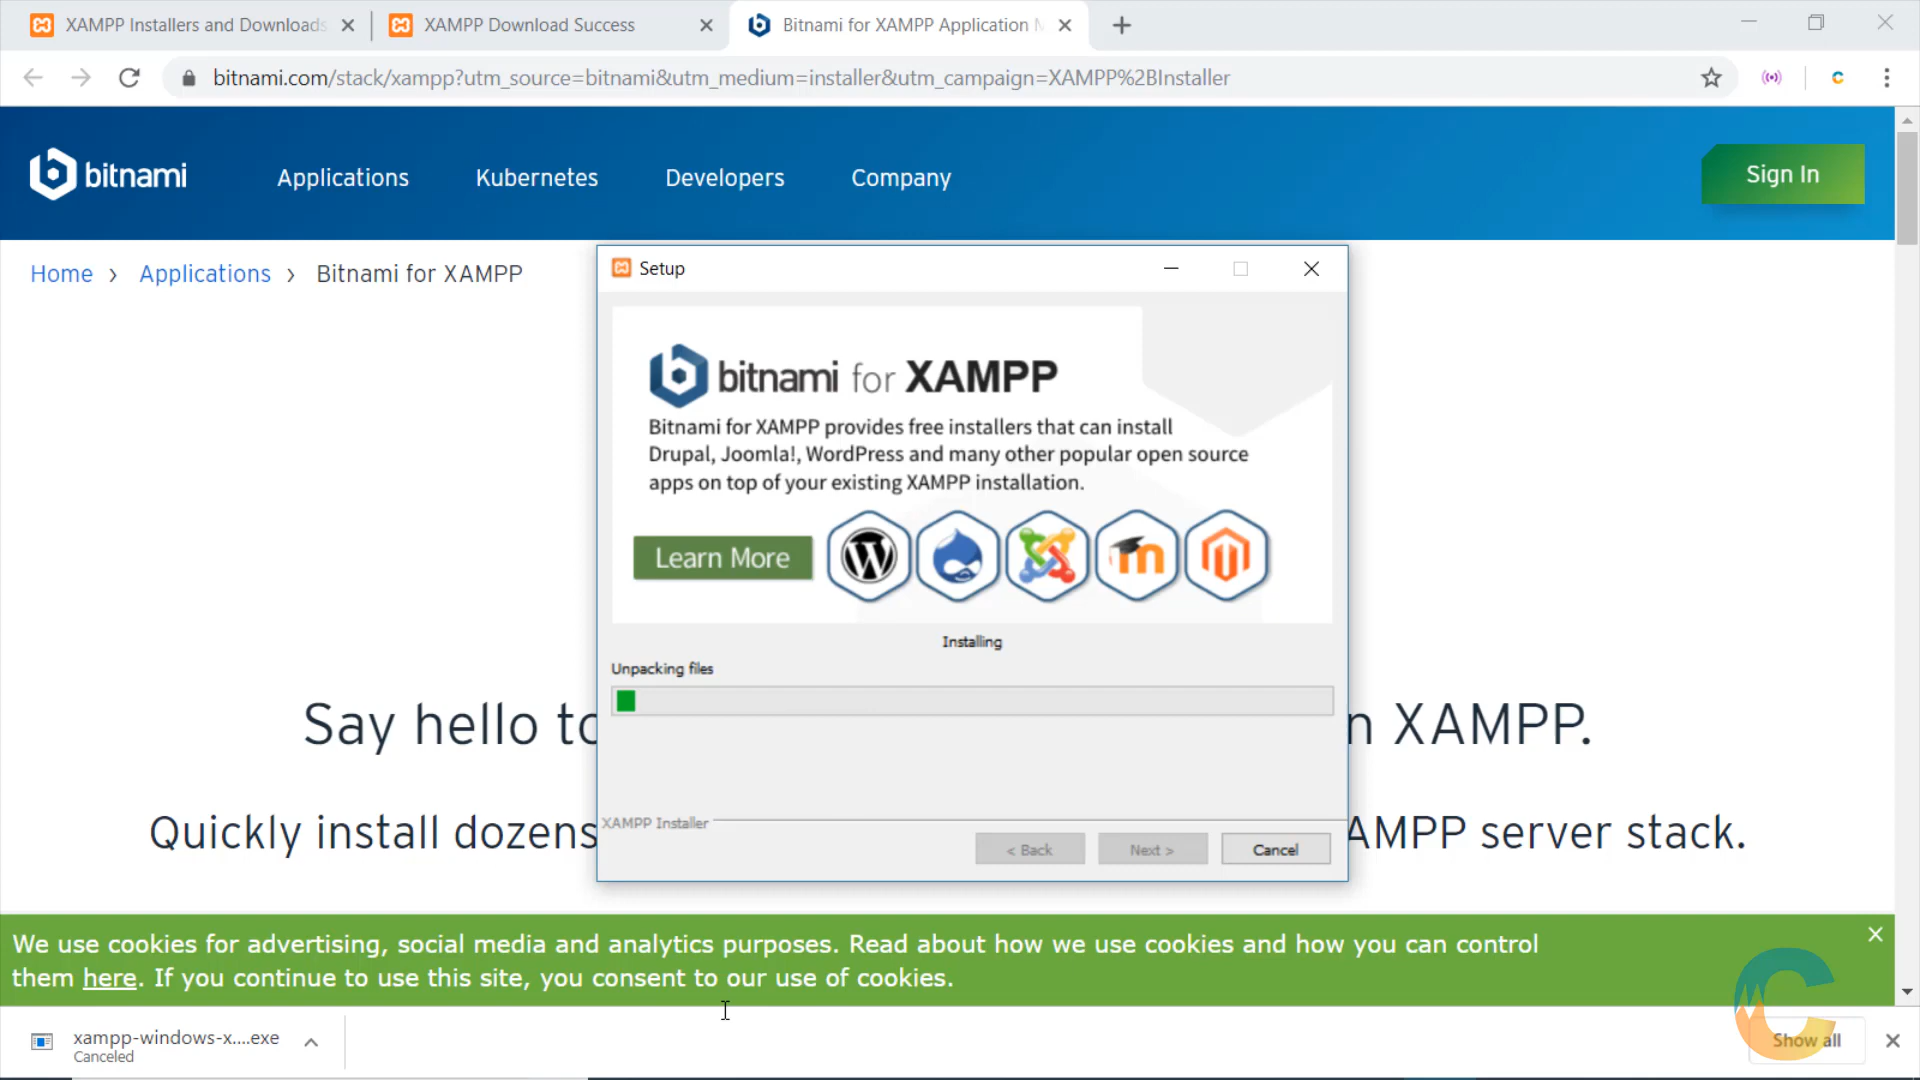 XAMPP Installers and Downloads
XAMPP Download Success
Bitnami for XAMPP Application M
bitnami.com/stack/xampp?utm_source=bitnami&utm_medium=installer&utm_campaign=XAMPP%2BInstaller
bitnami
Applications
Kubernetes
Developers
Company
Sign In
Home › Applications › Bitnami for XAMPP
Setup
bitnami for XAMPP
Bitnami for XAMPP provides free installers that can install
Drupal, Joomla!, WordPress and many other popular open source
apps on top of your existing XAMPP installation.
Learn More
Installing
Unpacking files
Say hello to
n XAMPP.
XAMPP Installer
Quickly install dozens
AMPP server stack.
< Back
Next >
Cancel
We use cookies for advertising, social media and analytics purposes. Read about how we use cookies and how you can control
them here. If you continue to use this site, you consent to our use of cookies.
xampp-windows-x....exe
Canceled
Show all